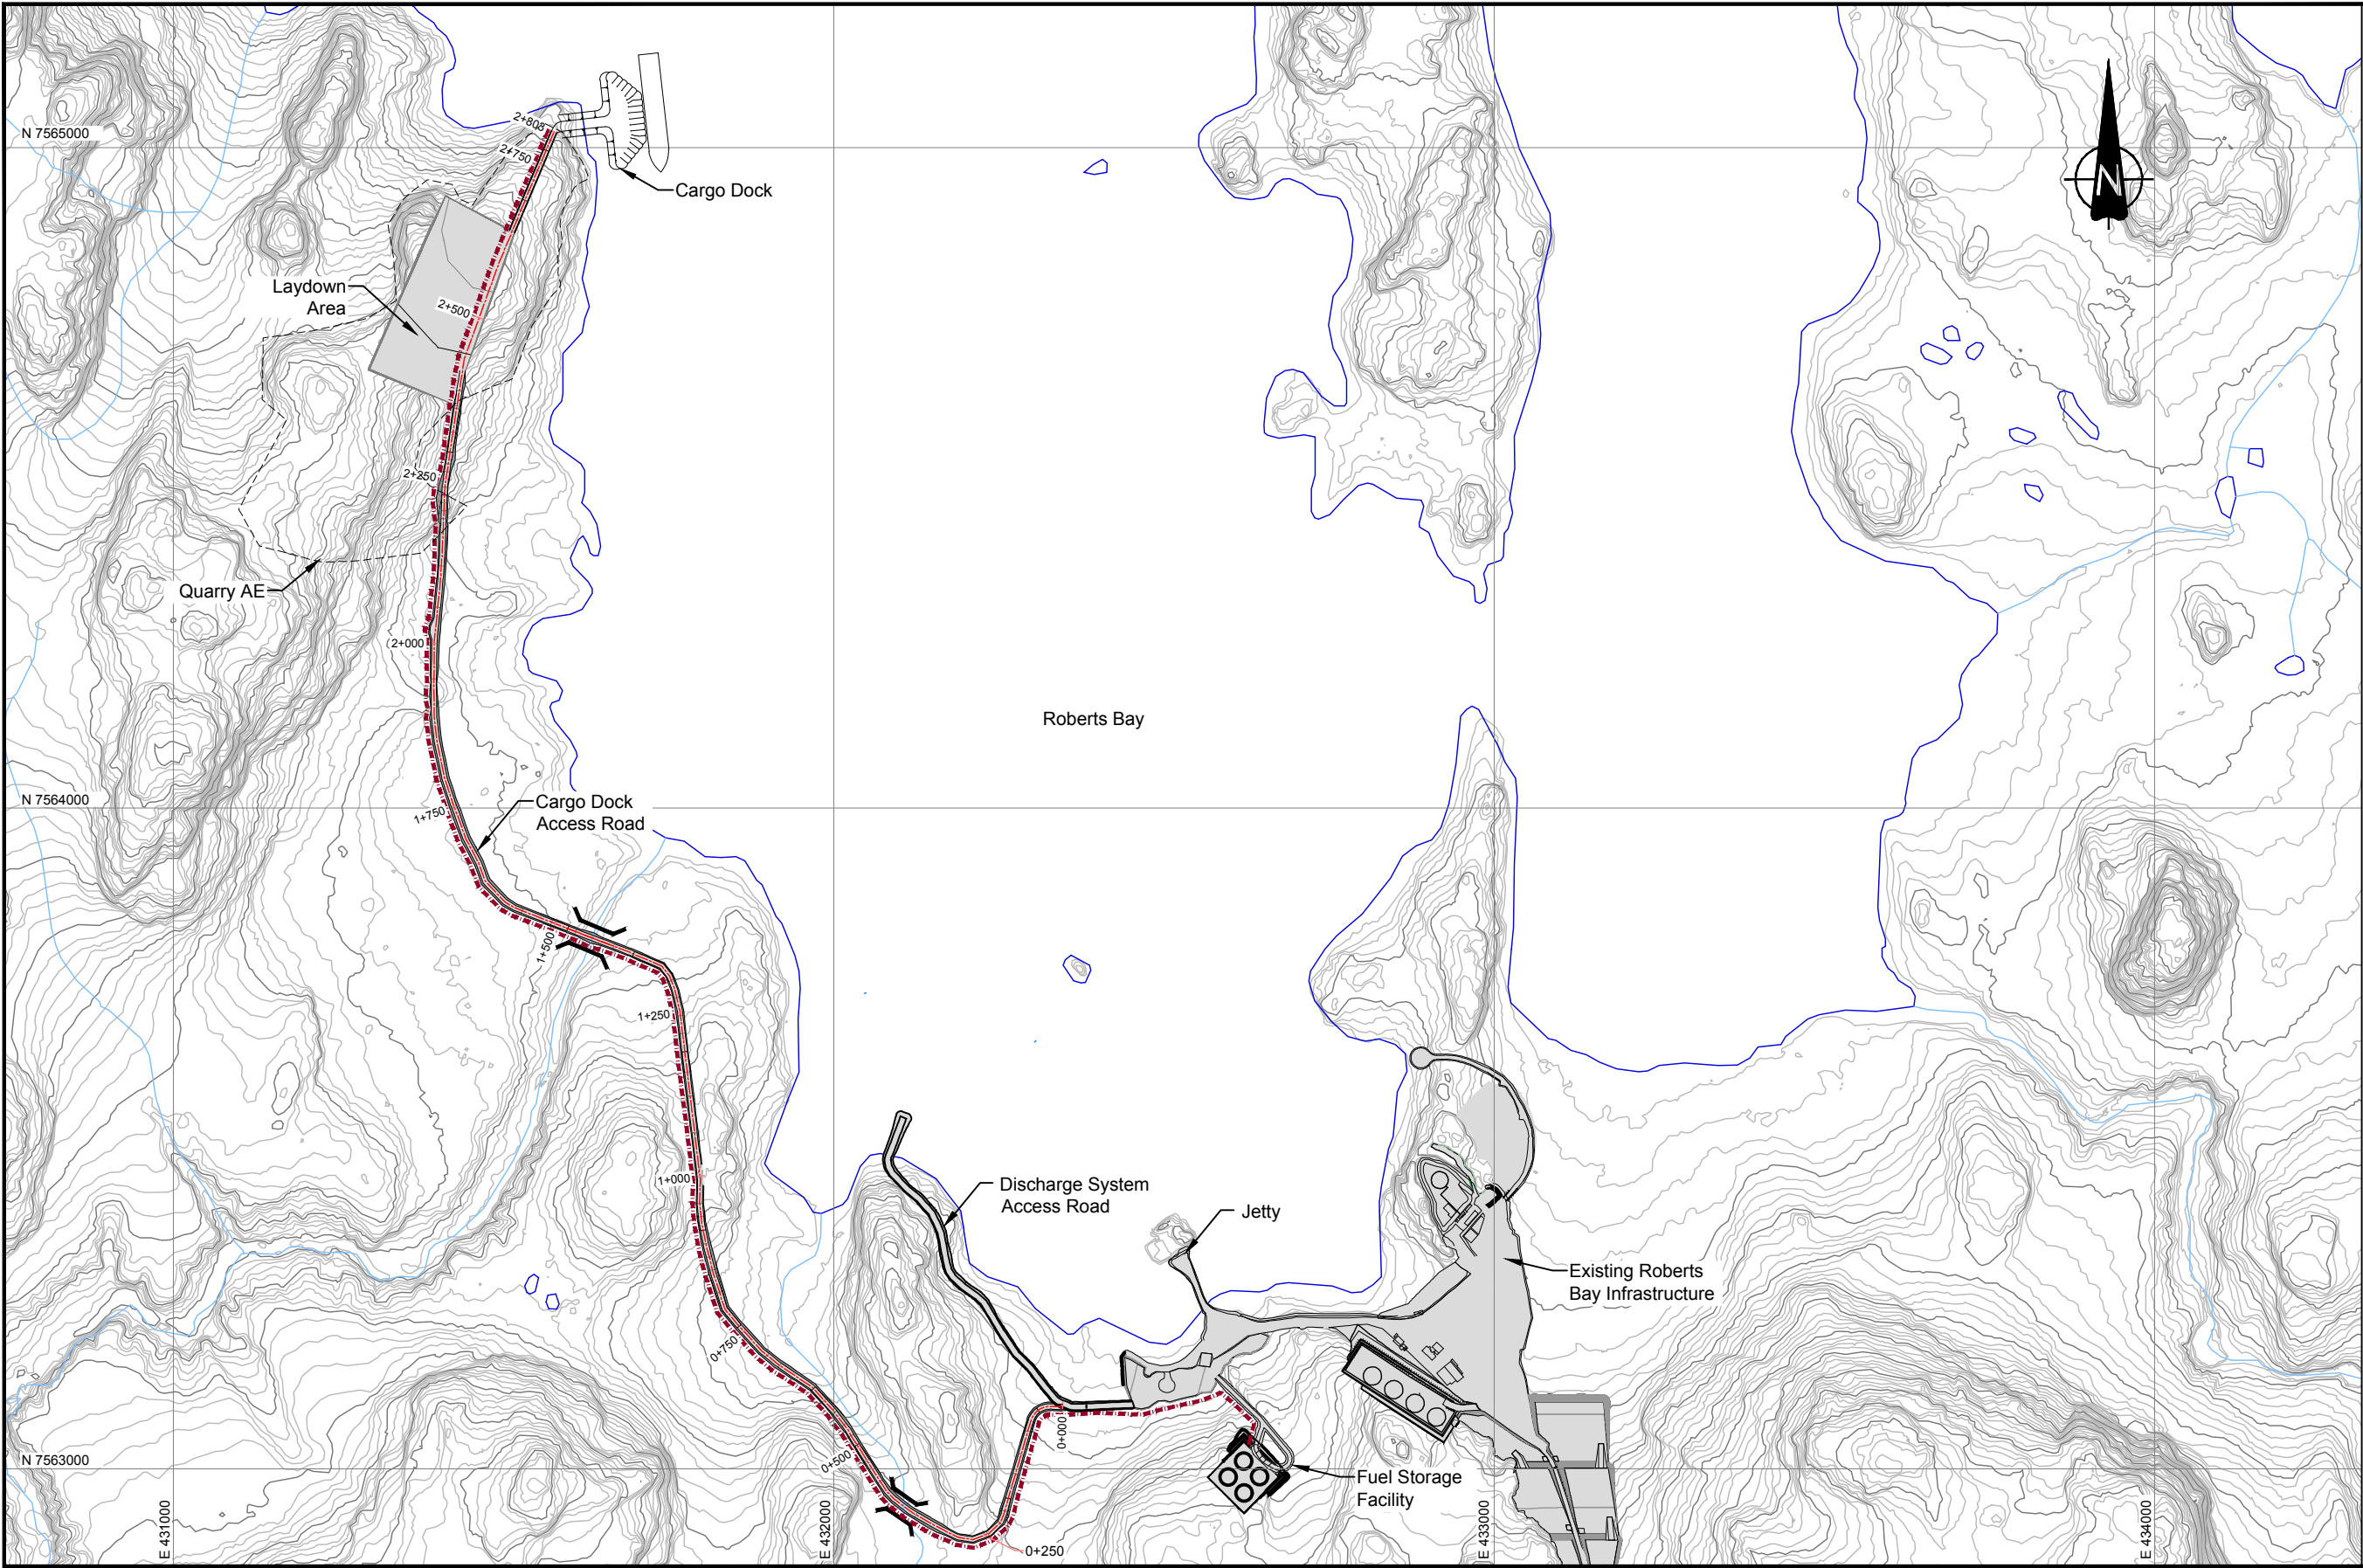 N 7565000
2+808
2+750
Cargo Dock
N
Laydown
Area
2+500
2+250
Quarry AE
2+000
Roberts Bay
N 7564000
1+750
Cargo Dock
Access Road
1+500
1+250
1+000
Discharge System
Access Road
Jetty
Existing Roberts
Bay Infrastructure
0+750
0+500
0+000
N 7563000
Fuel Storage
Facility
0+250
E 431000
E 432000
E 433000
E 434000